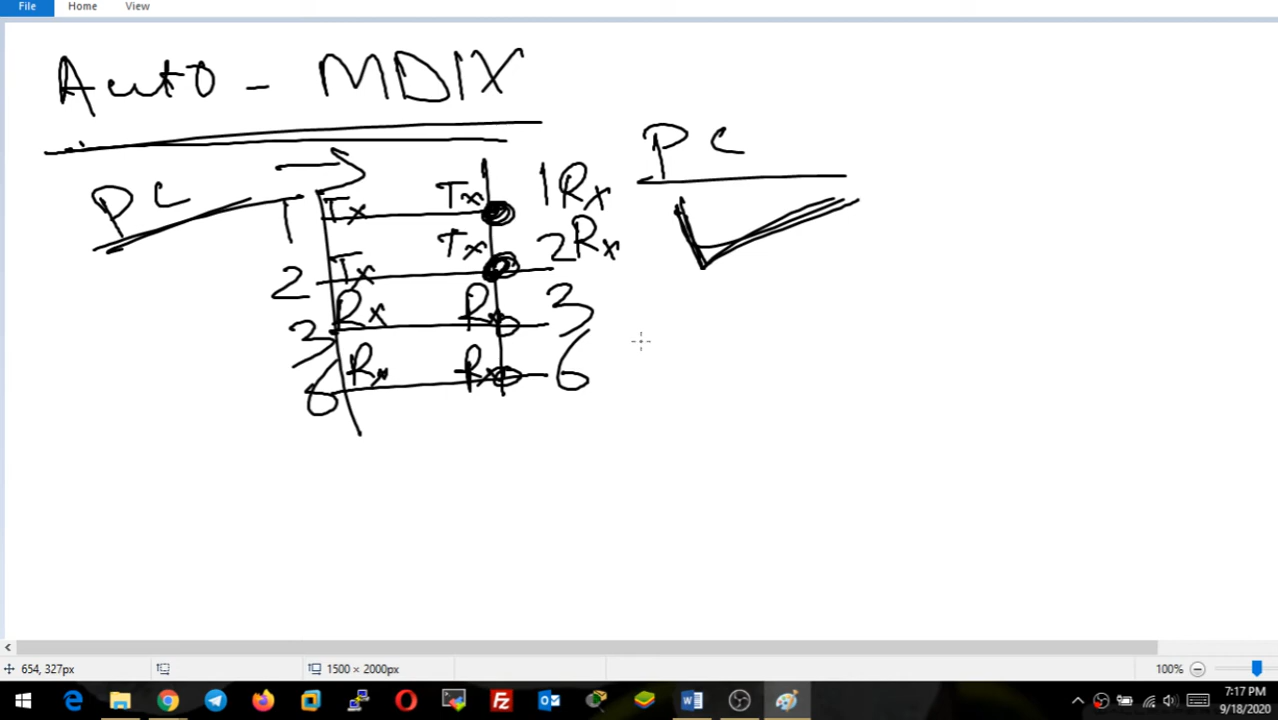 File Home View
Auto - MDIX
PC
PC
1 Tx Tx 1 Rx
2 Tx Tx 2 Rx
3 Rx Rx 3
6 Rx Rx 6
654, 327px 1500 × 2000px 100%
7:17 PM
9/18/2020